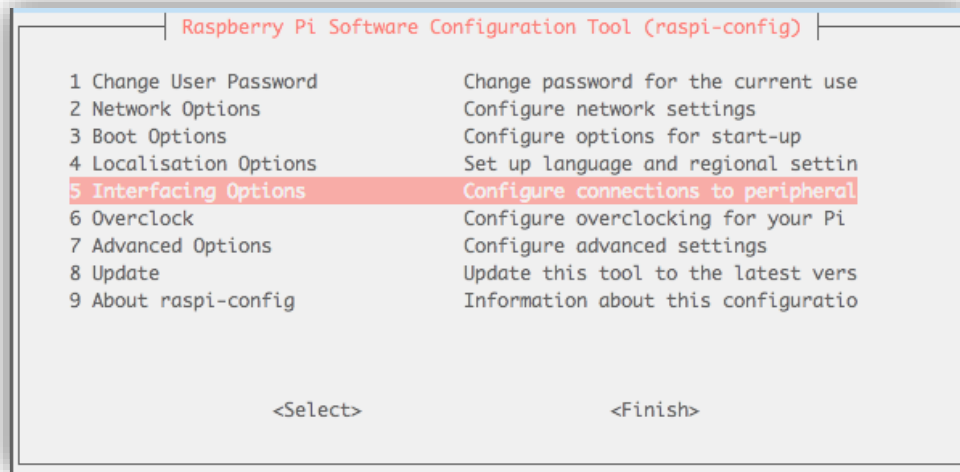 Raspberry Pi Software Configuration Tool (raspi-config)
1 Change User Password Change password for the current use
2 Network Options Configure network settings
3 Boot Options Configure options for start-up
4 Localisation Options Set up language and regional settin
5 Interfacing Options Configure connections to peripheral
6 Overclock Configure overclocking for your Pi
7 Advanced Options Configure advanced settings
8 Update Update this tool to the latest vers
9 About raspi-config Information about this configuratio
<Select> <Finish>